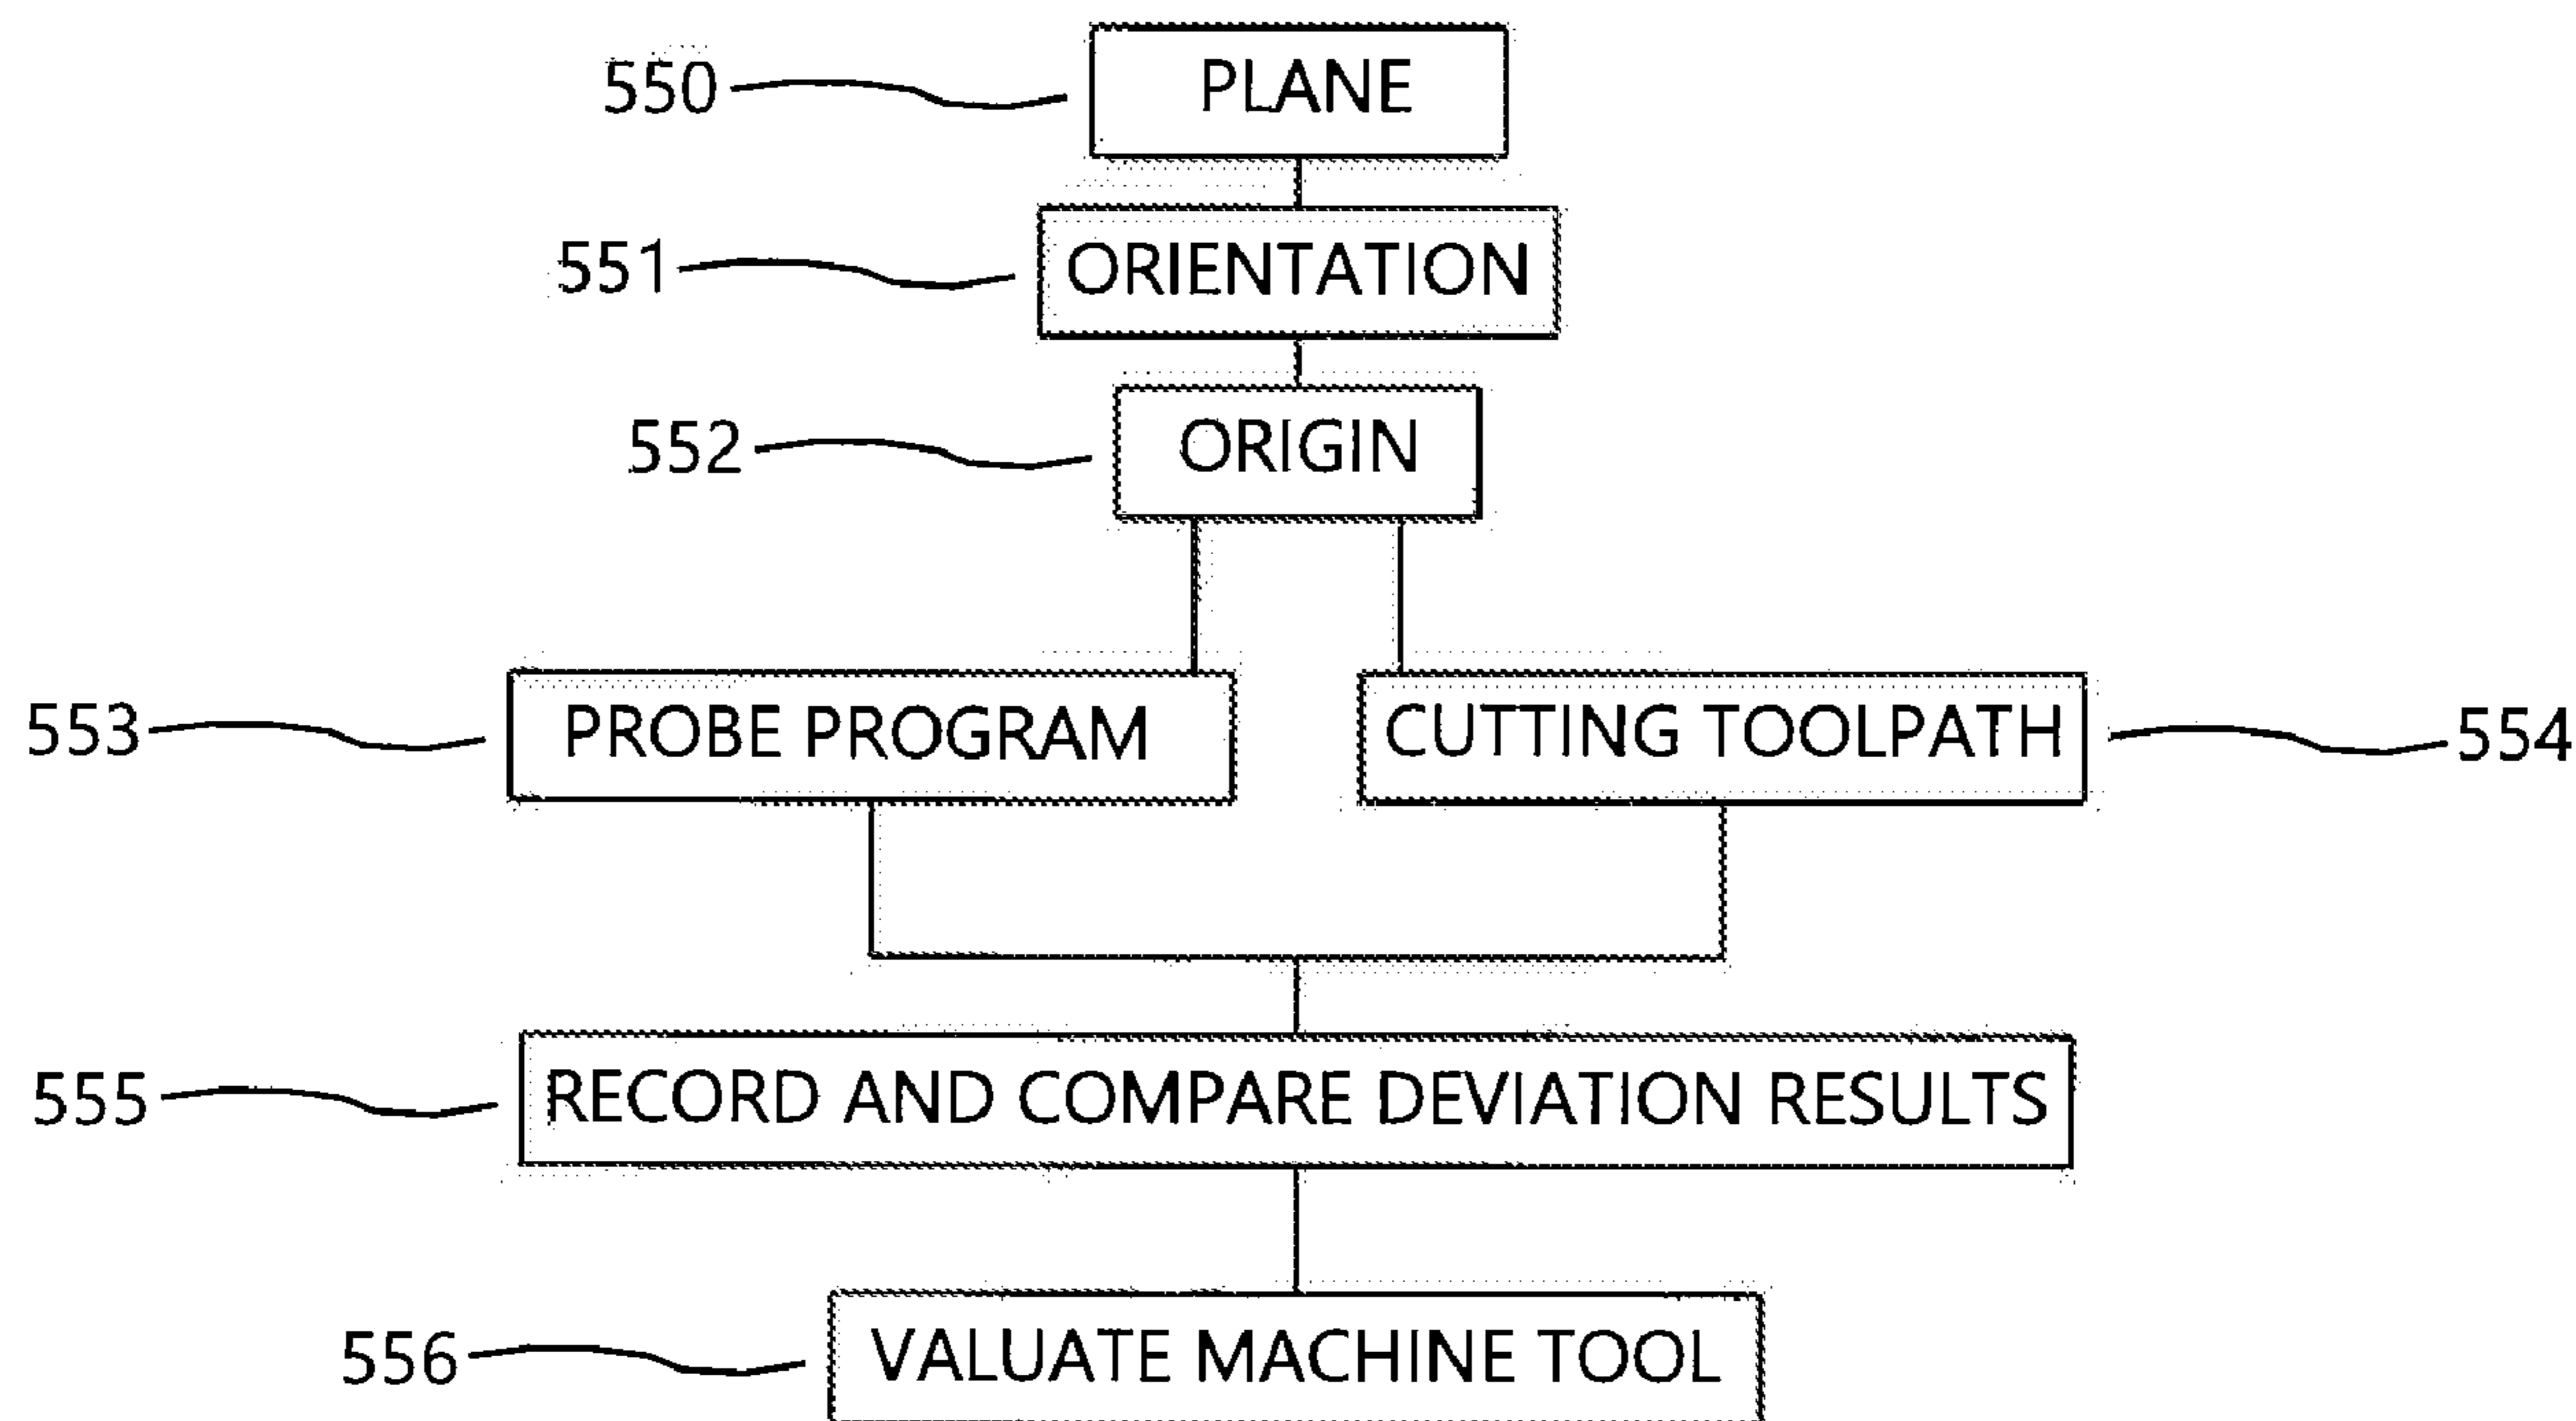 550 PLANE
551 ORIENTATION
552 ORIGIN
553 PROBE PROGRAM CUTTING TOOLPATH 554
555 RECORD AND COMPARE DEVIATION RESULTS
556 VALUATE MACHINE TOOL